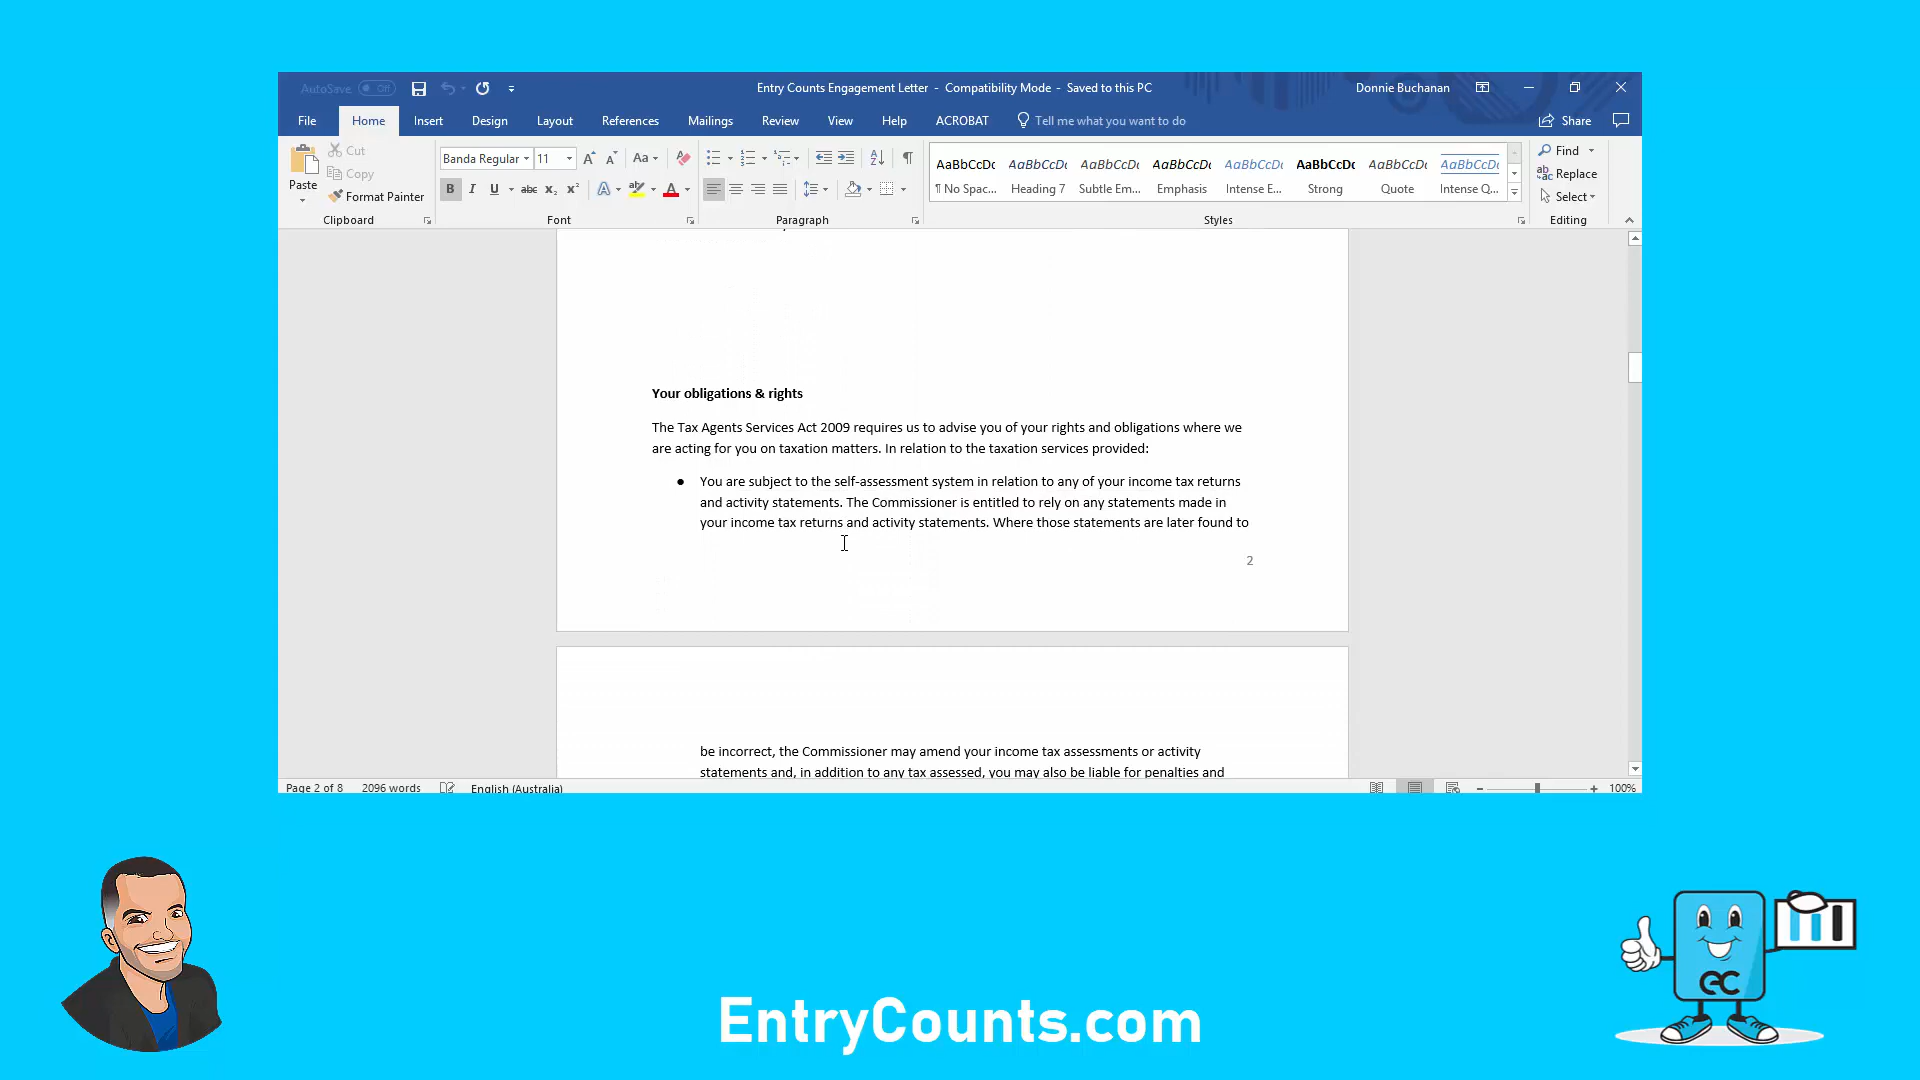 AutoSave Off
Entry Counts Engagement Letter - Compatibility Mode - Saved to this PC
Donnie Buchanan
File Home Insert Design Layout References Mailings Review View Help ACROBAT Tell me what you want to do Share
Cut
Copy
Format Painter
Paste
Clipboard
Banda Regular 11
Font
Paragraph
AaBbCcDc AaBbCcDc AaBbCcDc AaBbCcDc AaBbCcDc AaBbCcDc AaBbCcDc AaBbCcDc
¶ No Spac... Heading 7 Subtle Em... Emphasis Intense E... Strong Quote Intense Q...
Styles
Find
Replace
Select
Editing
Your obligations & rights
The Tax Agents Services Act 2009 requires us to advise you of your rights and obligations where we
are acting for you on taxation matters. In relation to the taxation services provided:
● You are subject to the self-assessment system in relation to any of your income tax returns
and activity statements. The Commissioner is entitled to rely on any statements made in
your income tax returns and activity statements. Where those statements are later found to
2
be incorrect, the Commissioner may amend your income tax assessments or activity
statements and, in addition to any tax assessed, you may also be liable for penalties and
Page 2 of 8 2096 words English (Australia) 100%
ec
EntryCounts.com